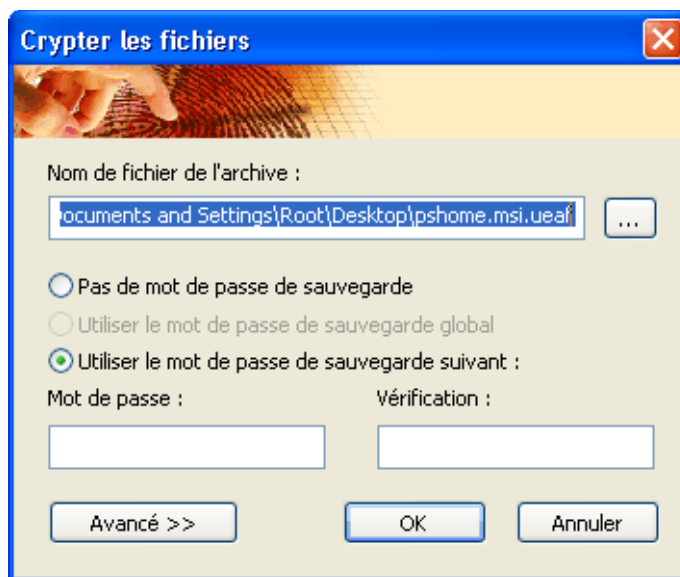 Crypter les fichiers
Nom de fichier de l'archive :
ocuments and Settings\Root\Desktop\pshome.msi.ueaf
...
Pas de mot de passe de sauvegarde
Utiliser le mot de passe de sauvegarde global
Utiliser le mot de passe de sauvegarde suivant :
Mot de passe : Vérification :
Avancé >> OK Annuler